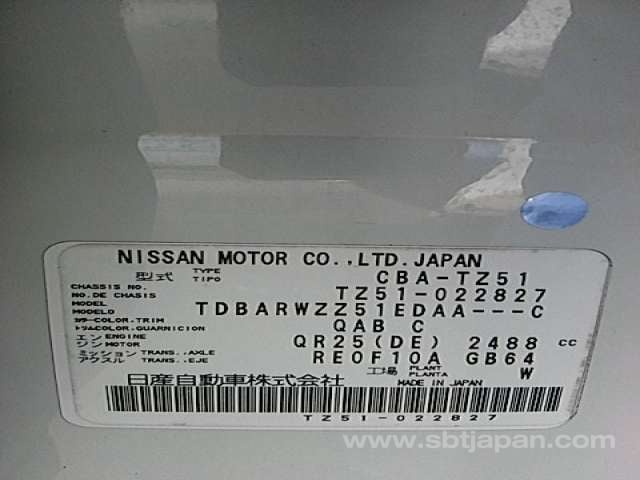 NISSAN MOTOR CO.,LTD.JAPAN
型式 TYPE TIPO CBA-TZ51
CHASSIS NO. NO.DE CHASIS TZ51-022827
MODEL MODELO TDBARWZZ51EDAA---C
カラー COLOR.TRIM トリム COLOR.GUARNICION QAB C
エンジン ENGINE MOTOR QR25(DE) 2488 CC
ミッション TRANS.,AXLE アクスル TRANS.,EJE RE0F10A GB64
工場 PLANT PLANTA W
日産自動車株式会社 MADE IN JAPAN
TZ51-022827
www.sbtjapan.com